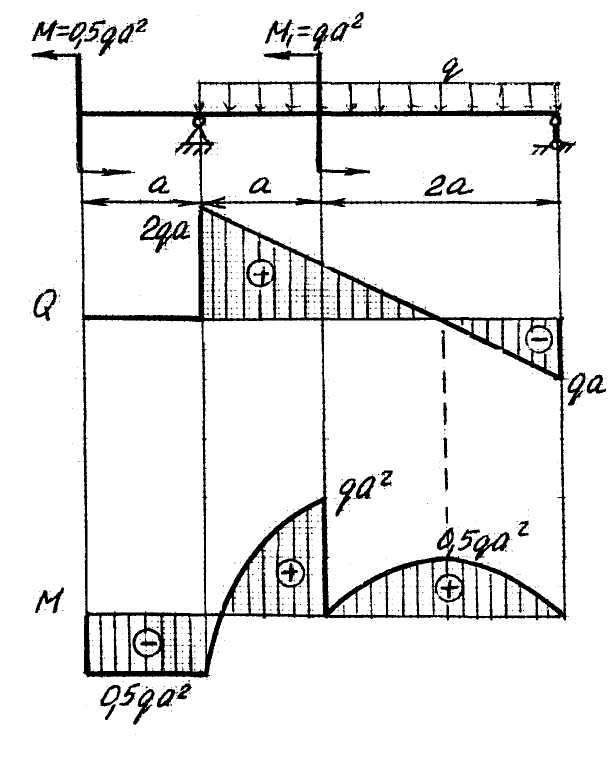 M=0,5qa² M₁=qa²
q
a a 2a
2qa
+
Q
−
qa
qa²
0,5qa²
+ +
M
−
0,5qa²